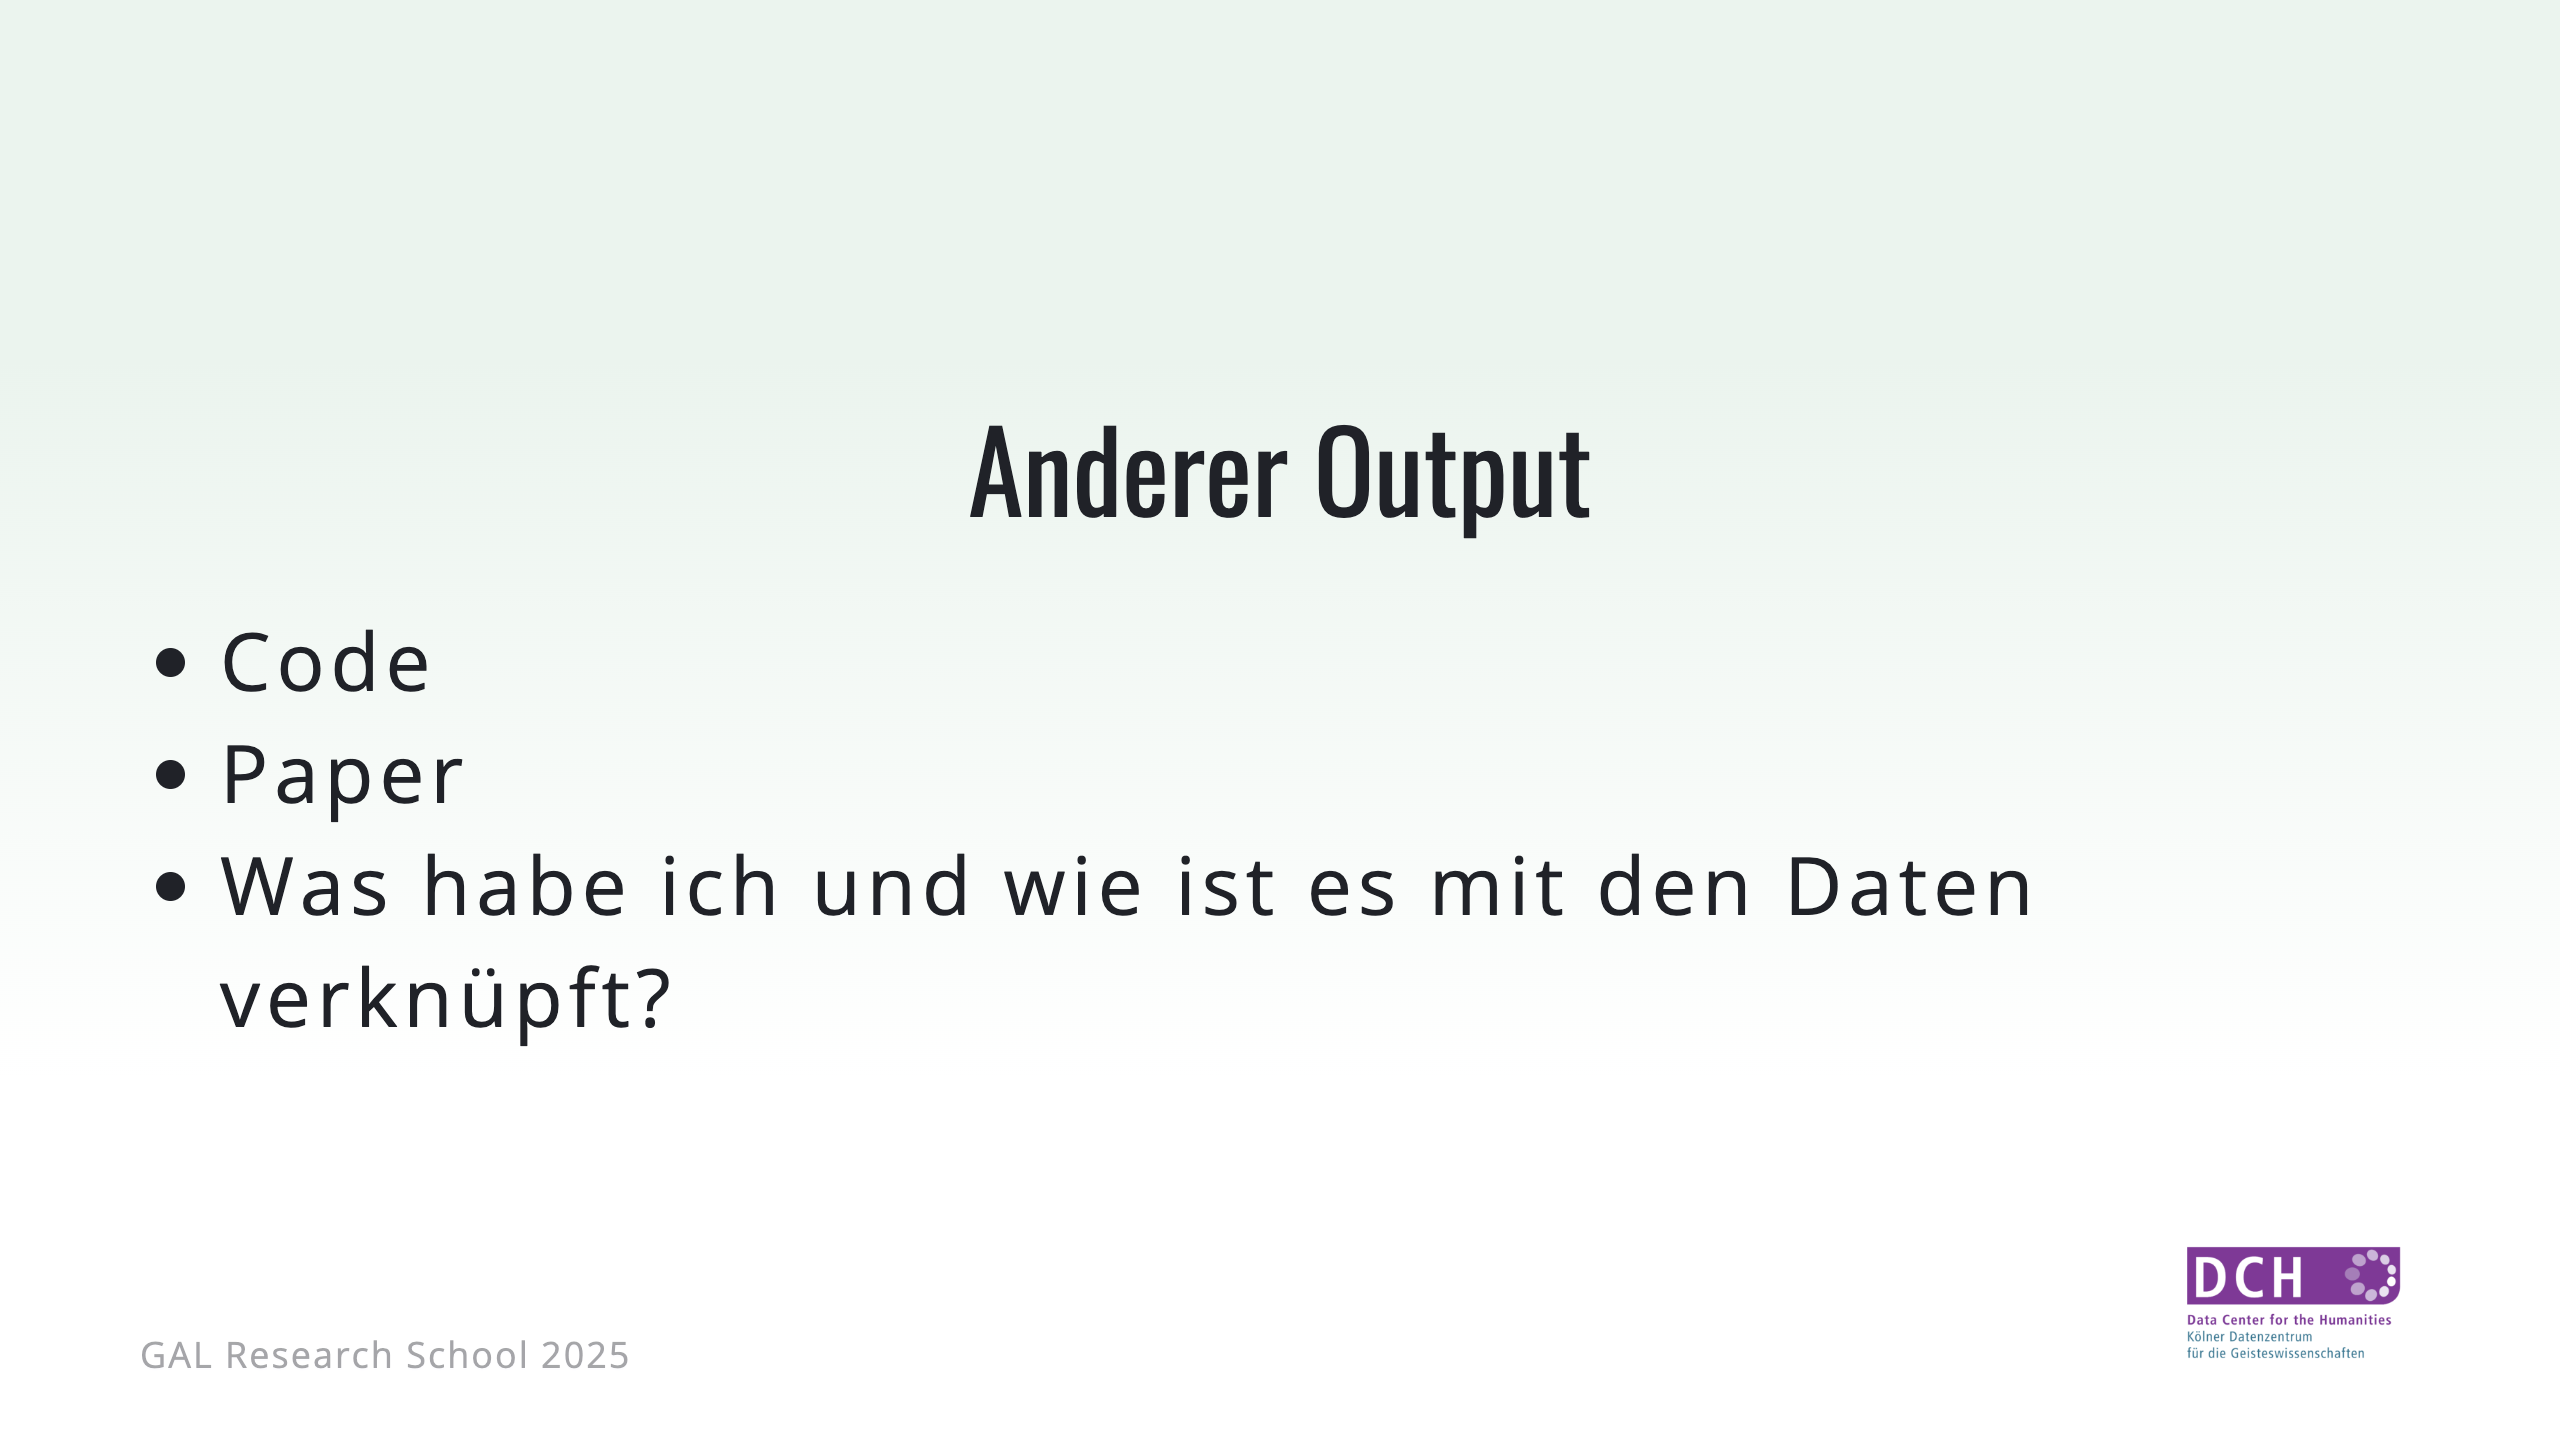 Anderer Output
• Code
• Paper
• Was habe ich und wie ist es mit den Daten
verknüpft?
DCH
Data Center for the Humanities
Kölner Datenzentrum
für die Geisteswissenschaften
GAL Research School 2025